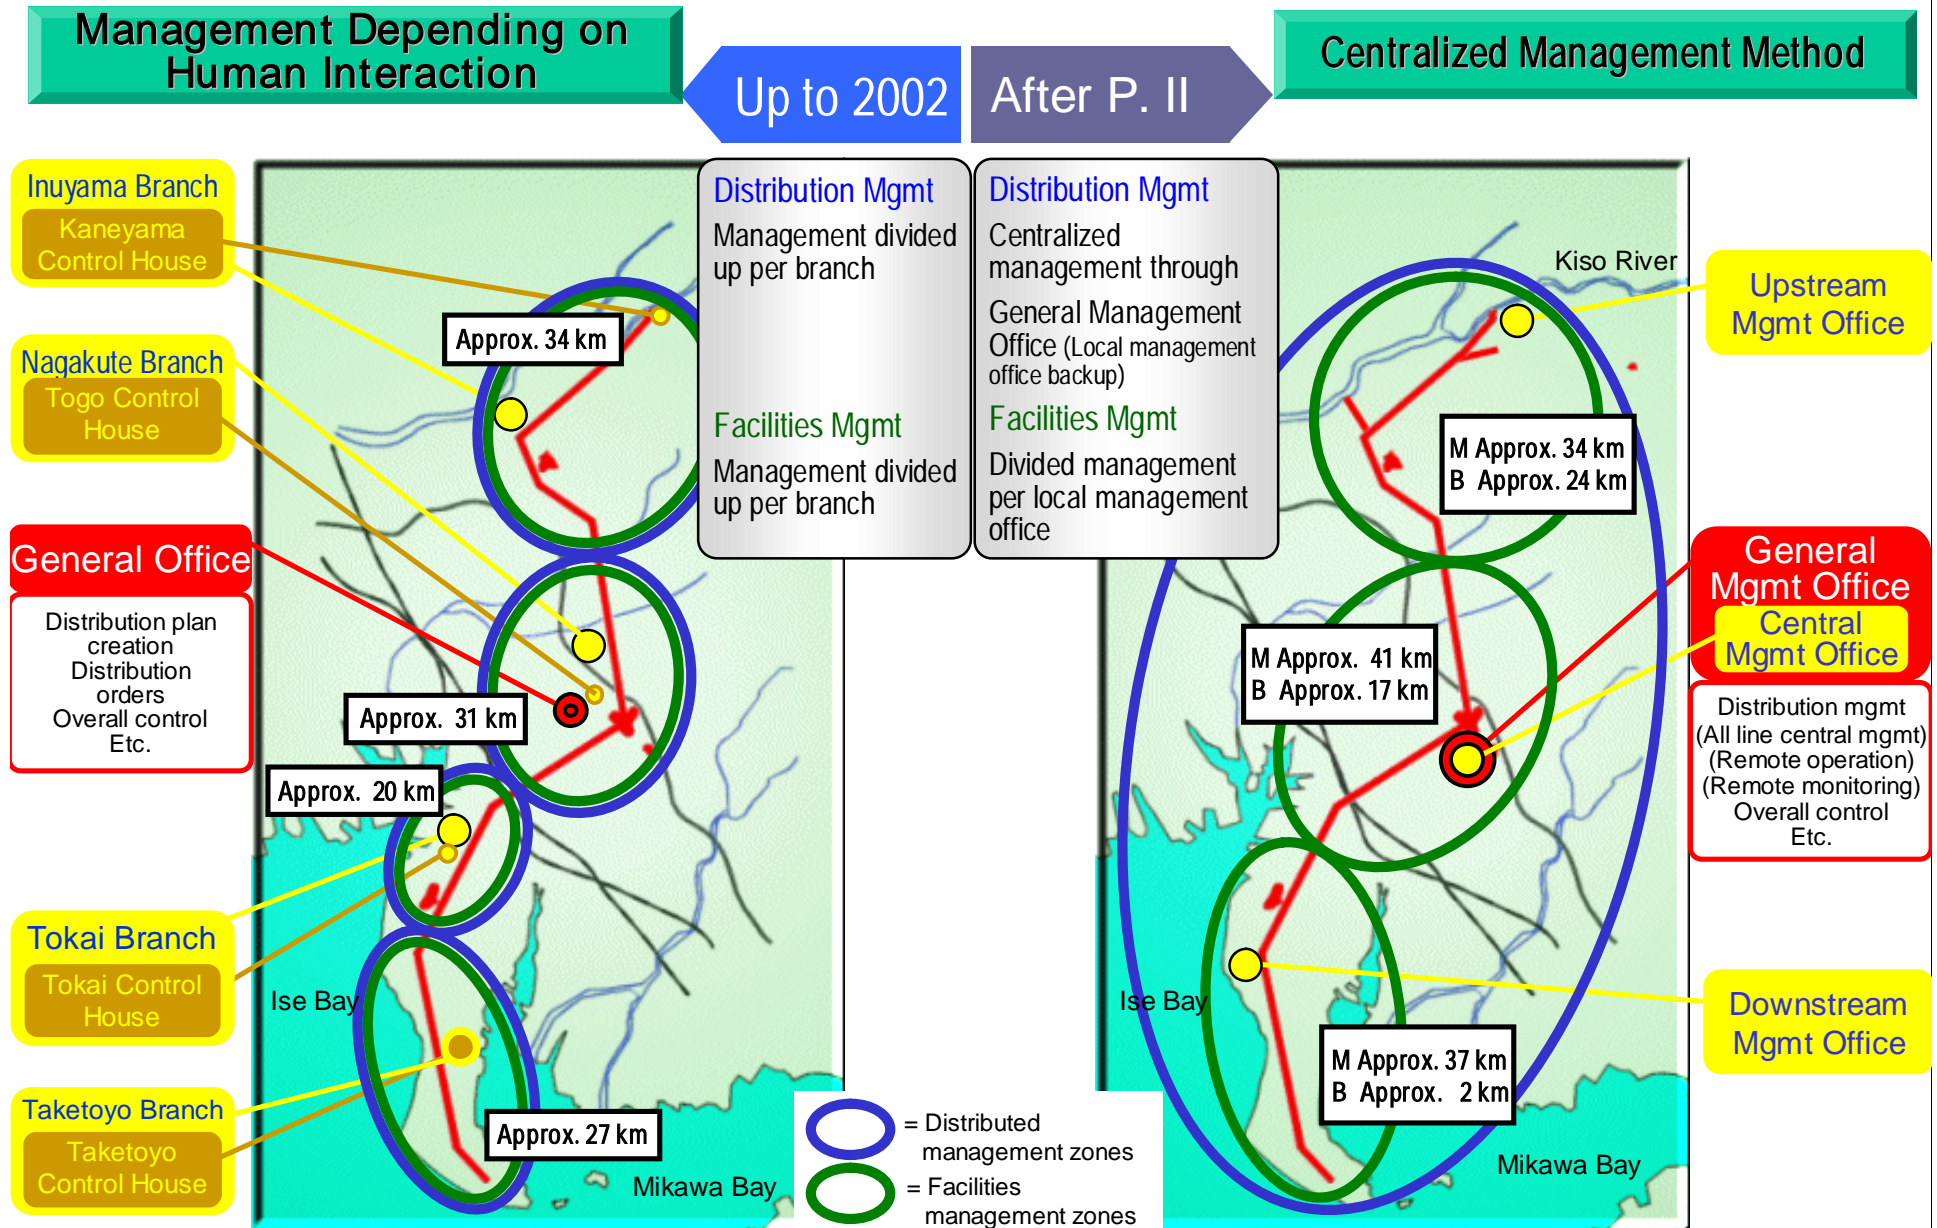 Management Depending on
Human Interaction
Up to 2002
After P. II
Centralized Management Method
Inuyama Branch
Kaneyama
Control House
Nagakute Branch
Togo Control
House
General Office
Distribution plan
creation
Distribution
orders
Overall control
Etc.
Tokai Branch
Tokai Control
House
Taketoyo Branch
Taketoyo
Control House
Approx. 34 km
Approx. 31 km
Approx. 20 km
Approx. 27 km
Ise Bay
Mikawa Bay
Distribution Mgmt
Management divided
up per branch
Facilities Mgmt
Management divided
up per branch
Distribution Mgmt
Centralized
management through
General Management
Office (Local management
office backup)
Facilities Mgmt
Divided management
per local management
office
= Distributed
management zones
= Facilities
management zones
Kiso River
M Approx. 34 km
B Approx. 24 km
M Approx. 41 km
B Approx. 17 km
M Approx. 37 km
B Approx. 2 km
Ise Bay
Mikawa Bay
Upstream
Mgmt Office
General
Mgmt Office
Central
Mgmt Office
Distribution mgmt
(All line central mgmt)
(Remote operation)
(Remote monitoring)
Overall control
Etc.
Downstream
Mgmt Office